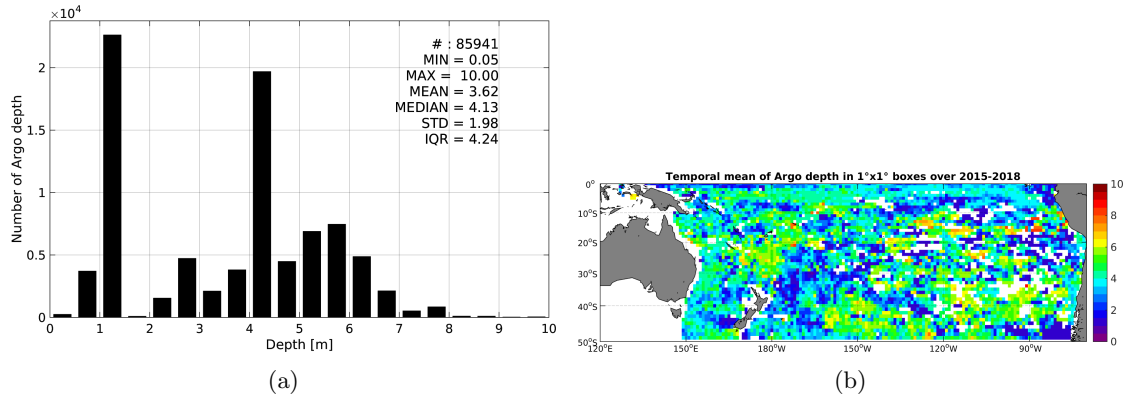 ×10⁴
# : 85941
MIN = 0.05
MAX = 10.00
MEAN = 3.62
MEDIAN = 4.13
STD = 1.98
IQR = 4.24
2
1.5
1
0.5
0
Number of Argo depth
0 1 2 3 4 5 6 7 8 9 10
Depth [m]
(a)
Temporal mean of Argo depth in 1°x1° boxes over 2015-2018
0°
10°S
20°S
30°S
40°S
50°S
120°E 150°E 180°W 150°W 120°W 90°W
10
8
6
4
2
0
(b)